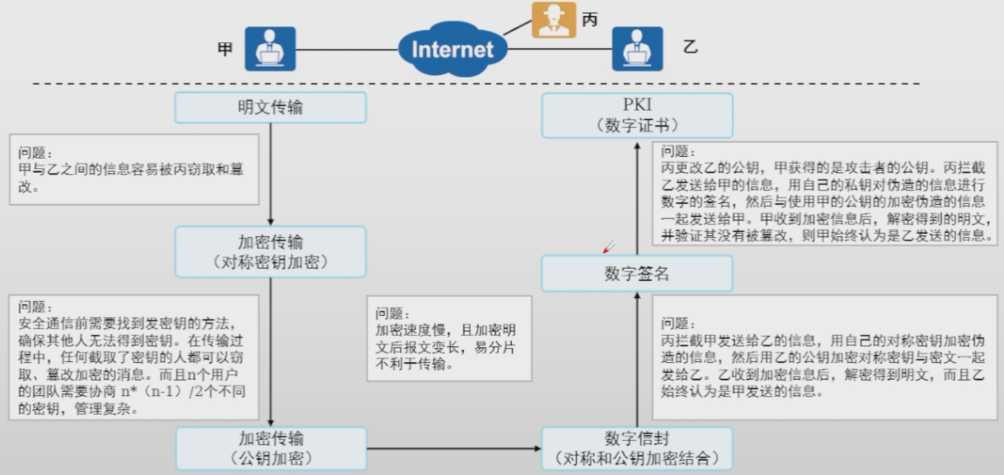 甲
Internet
丙
乙
明文传输
问题：
甲与乙之间的信息容易被丙窃取和篡
改。
加密传输
（对称密钥加密）
问题：
安全通信前需要找到发密钥的方法，
确保其他人无法得到密钥。在传输过
程中，任何截取了密钥的人都可以窃
取、篡改加密的消息。而且n个用户
的团队需要协商 n*（n-1）/2个不同
的密钥，管理复杂。
加密传输
（公钥加密）
问题：
加密速度慢，且加密明
文后报文变长，易分片
不利于传输。
数字信封
（对称和公钥加密结合）
问题：
丙拦截甲发送给乙的信息，用自己的对称密钥加密伪
造的信息，然后用乙的公钥加密对称密钥与密文一起
发给乙。乙收到加密信息后，解密得到明文，而且乙
始终认为是甲发送的信息。
数字签名
问题：
丙更改乙的公钥，甲获得的是攻击者的公钥。丙拦截
乙发送给甲的信息，用自己的私钥对伪造的信息进行
数字的签名，然后与使用甲的公钥的加密伪造的信息
一起发送给甲。甲收到加密信息后，解密得到的明文，
并验证其没有被篡改，则甲始终认为是乙发送的信息。
PKI
（数字证书）